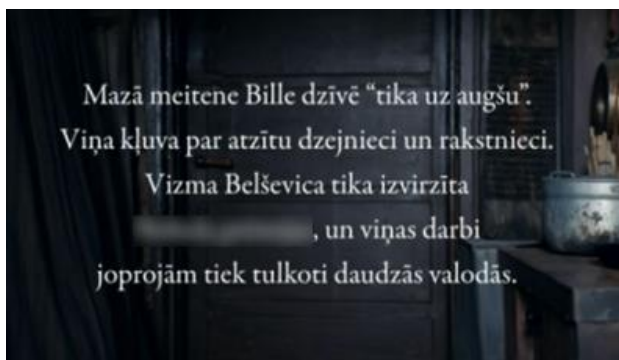 Mazā meitene Bille dzīvē “tika uz augšu”.
Viņa kļuva par atzītu dzejnieci un rakstnieci.
Vizma Belševica tika izvirzīta
, un viņas darbi
joprojām tiek tulkoti daudzās valodās.